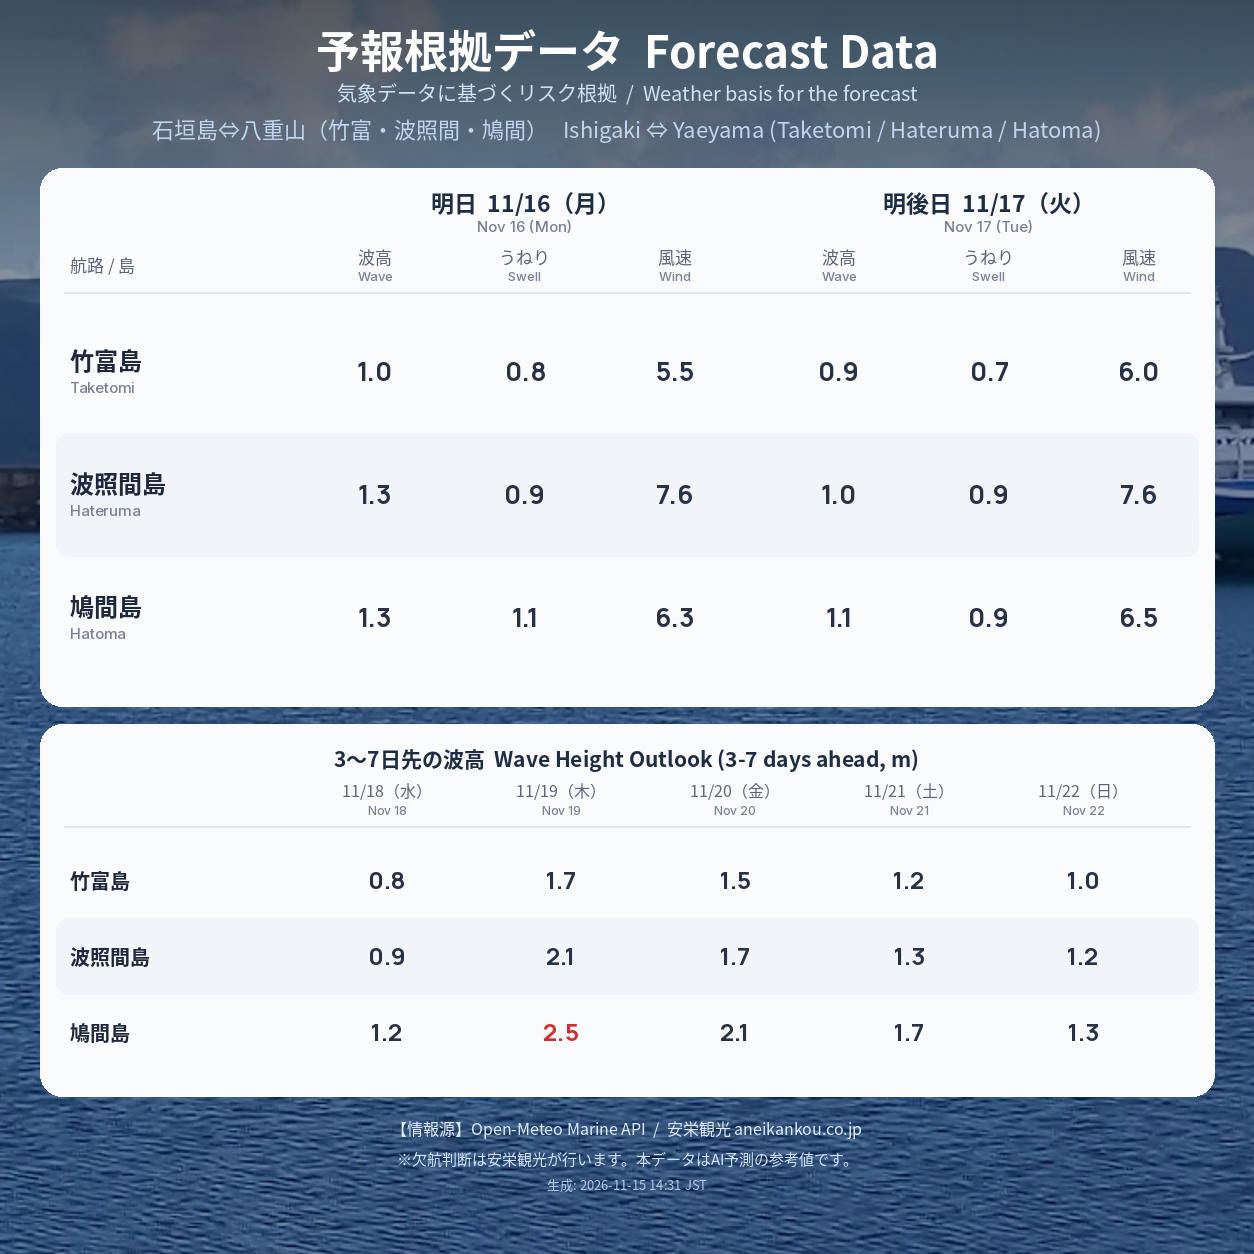 予報根拠データ Forecast Data
気象データに基づくリスク根拠 / Weather basis for the forecast
石垣島⇔八重山（竹富・波照間・鳩間） Ishigaki ⇔ Yaeyama (Taketomi / Hateruma / Hatoma)
明日 11/16（月） 明後日 11/17（火）
Nov 16 (Mon) Nov 17 (Tue)
航路 / 島 波高 うねり 風速 波高 うねり 風速
Wave Swell Wind Wave Swell Wind
竹富島 1.0 0.8 5.5 0.9 0.7 6.0
Taketomi
波照間島 1.3 0.9 7.6 1.0 0.9 7.6
Hateruma
鳩間島 1.3 1.1 6.3 1.1 0.9 6.5
Hatoma
3〜7日先の波高 Wave Height Outlook (3-7 days ahead, m)
11/18（水） 11/19（木） 11/20（金） 11/21（土） 11/22（日）
Nov 18 Nov 19 Nov 20 Nov 21 Nov 22
竹富島 0.8 1.7 1.5 1.2 1.0
波照間島 0.9 2.1 1.7 1.3 1.2
鳩間島 1.2 2.5 2.1 1.7 1.3
【情報源】Open-Meteo Marine API / 安栄観光 aneikankou.co.jp
※欠航判断は安栄観光が行います。本データはAI予測の参考値です。
生成: 2026-11-15 14:31 JST